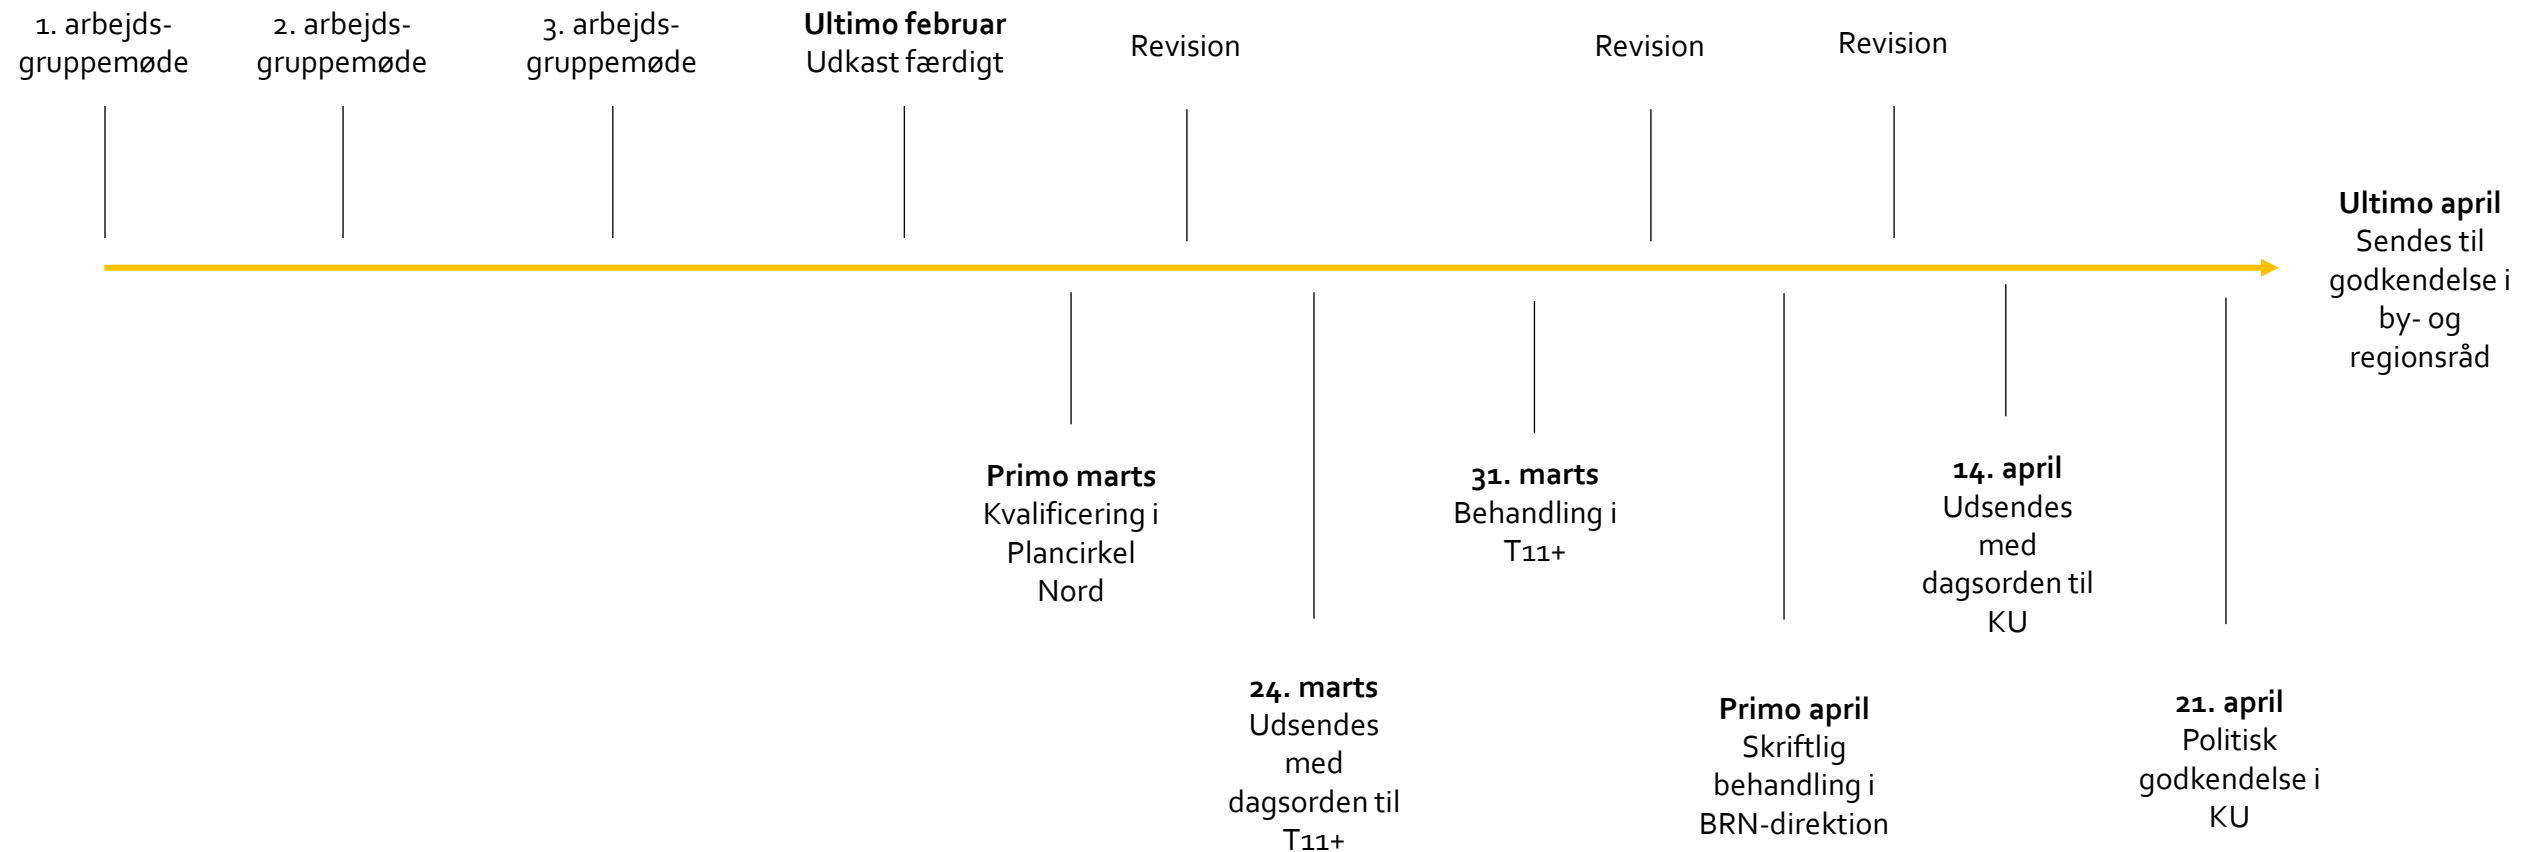 1. arbejds-
gruppemøde
2. arbejds-
gruppemøde
3. arbejds-
gruppemøde
Ultimo februar
Udkast færdigt
Revision
Revision
Revision
Ultimo april
Sendes til
godkendelse i
by- og
regionsråd
Primo marts
Kvalificering i
Plancirkel
Nord
24. marts
Udsendes
med
dagsorden til
T11+
31. marts
Behandling i
T11+
Primo april
Skriftlig
behandling i
BRN-direktion
14. april
Udsendes
med
dagsorden til
KU
21. april
Politisk
godkendelse i
KU